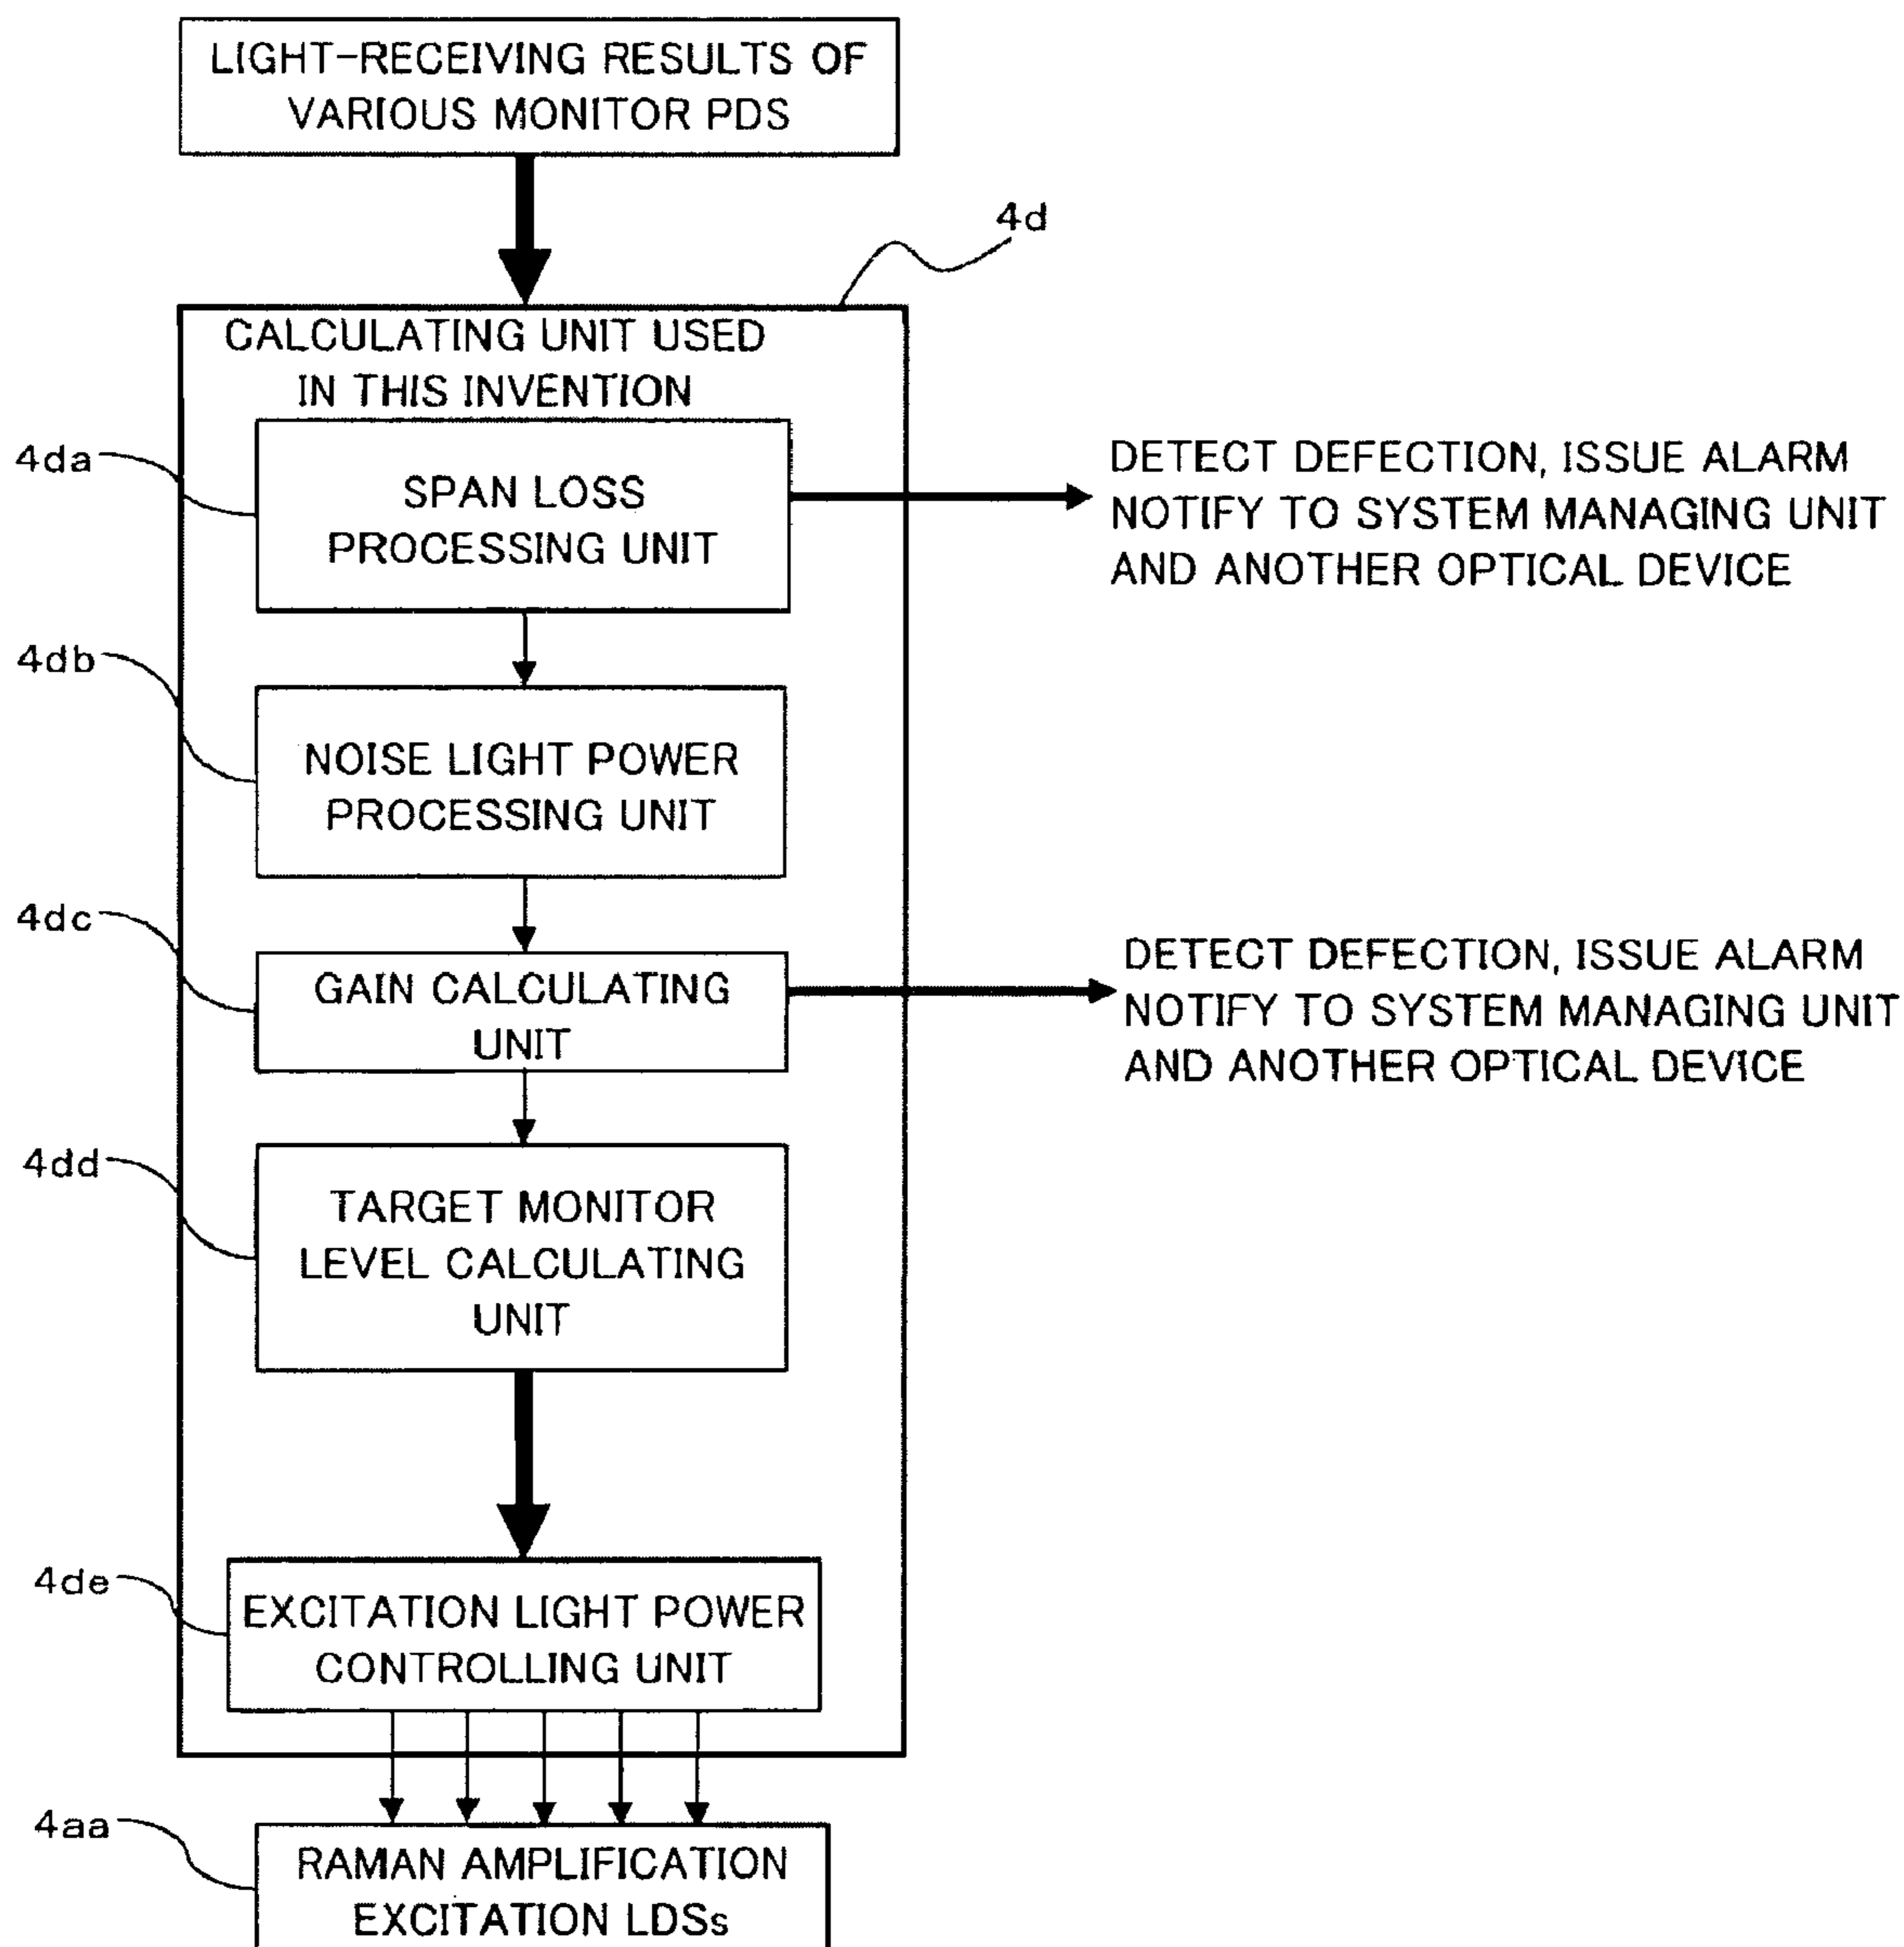 LIGHT-RECEIVING RESULTS OF
VARIOUS MONITOR PDS
4d
CALCULATING UNIT USED
IN THIS INVENTION
4da
SPAN LOSS
PROCESSING UNIT
DETECT DEFECTION, ISSUE ALARM
NOTIFY TO SYSTEM MANAGING UNIT
AND ANOTHER OPTICAL DEVICE
4db
NOISE LIGHT POWER
PROCESSING UNIT
4dc
GAIN CALCULATING
UNIT
DETECT DEFECTION, ISSUE ALARM
NOTIFY TO SYSTEM MANAGING UNIT
AND ANOTHER OPTICAL DEVICE
4dd
TARGET MONITOR
LEVEL CALCULATING
UNIT
4de
EXCITATION LIGHT POWER
CONTROLLING UNIT
4aa
RAMAN AMPLIFICATION
EXCITATION LDSs